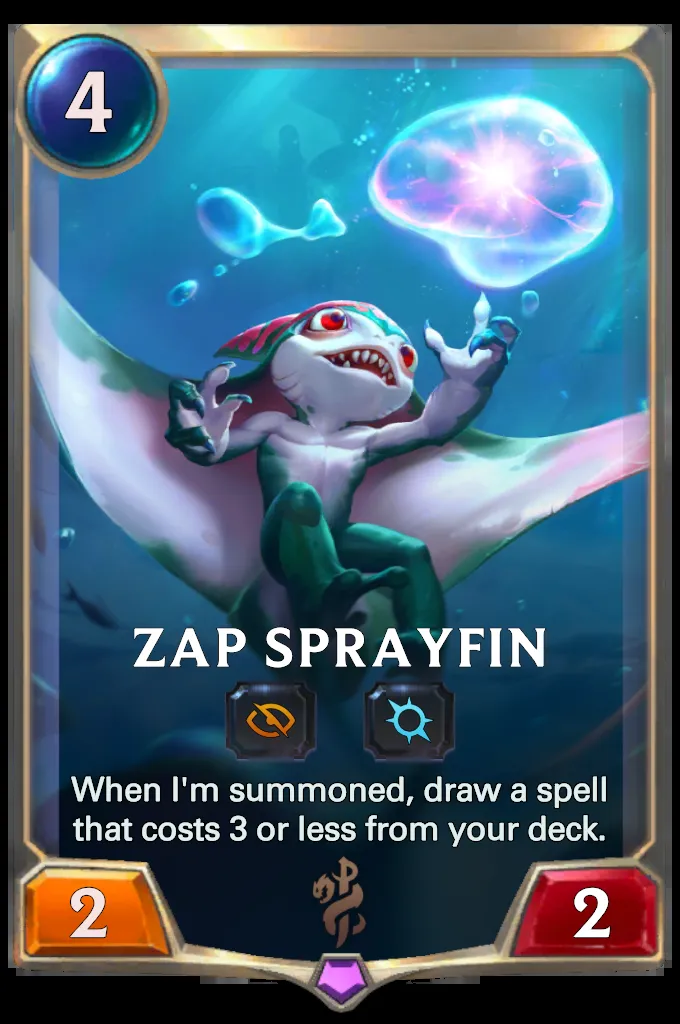 4
ZAP SPRAYFIN
When I'm summoned, draw a spell
that costs 3 or less from your deck.
2
2